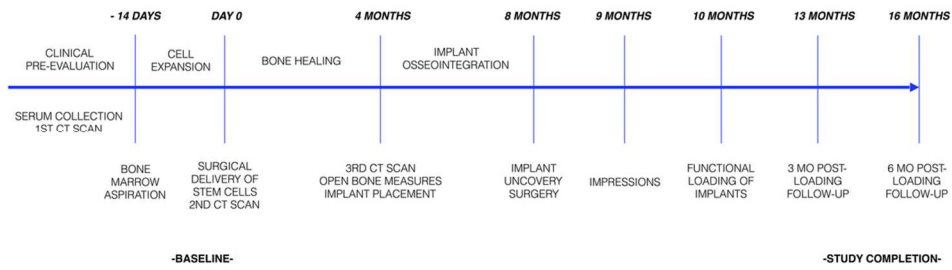 - 14 DAYS
DAY 0
4 MONTHS
8 MONTHS
9 MONTHS
10 MONTHS
13 MONTHS
16 MONTHS
CLINICAL
PRE-EVALUATION
CELL
EXPANSION
BONE HEALING
IMPLANT
OSSEOINTEGRATION
SERUM COLLECTION
1ST CT SCAN
BONE
MARROW
ASPIRATION
SURGICAL
DELIVERY OF
STEM CELLS
2ND CT SCAN
3RD CT SCAN
OPEN BONE MEASURES
IMPLANT PLACEMENT
IMPLANT
UNCOVERY
SURGERY
IMPRESSIONS
FUNCTIONAL
LOADING OF
IMPLANTS
3 MO POST-
LOADING
FOLLOW-UP
6 MO POST-
LOADING
FOLLOW-UP
-BASELINE-
-STUDY COMPLETION-